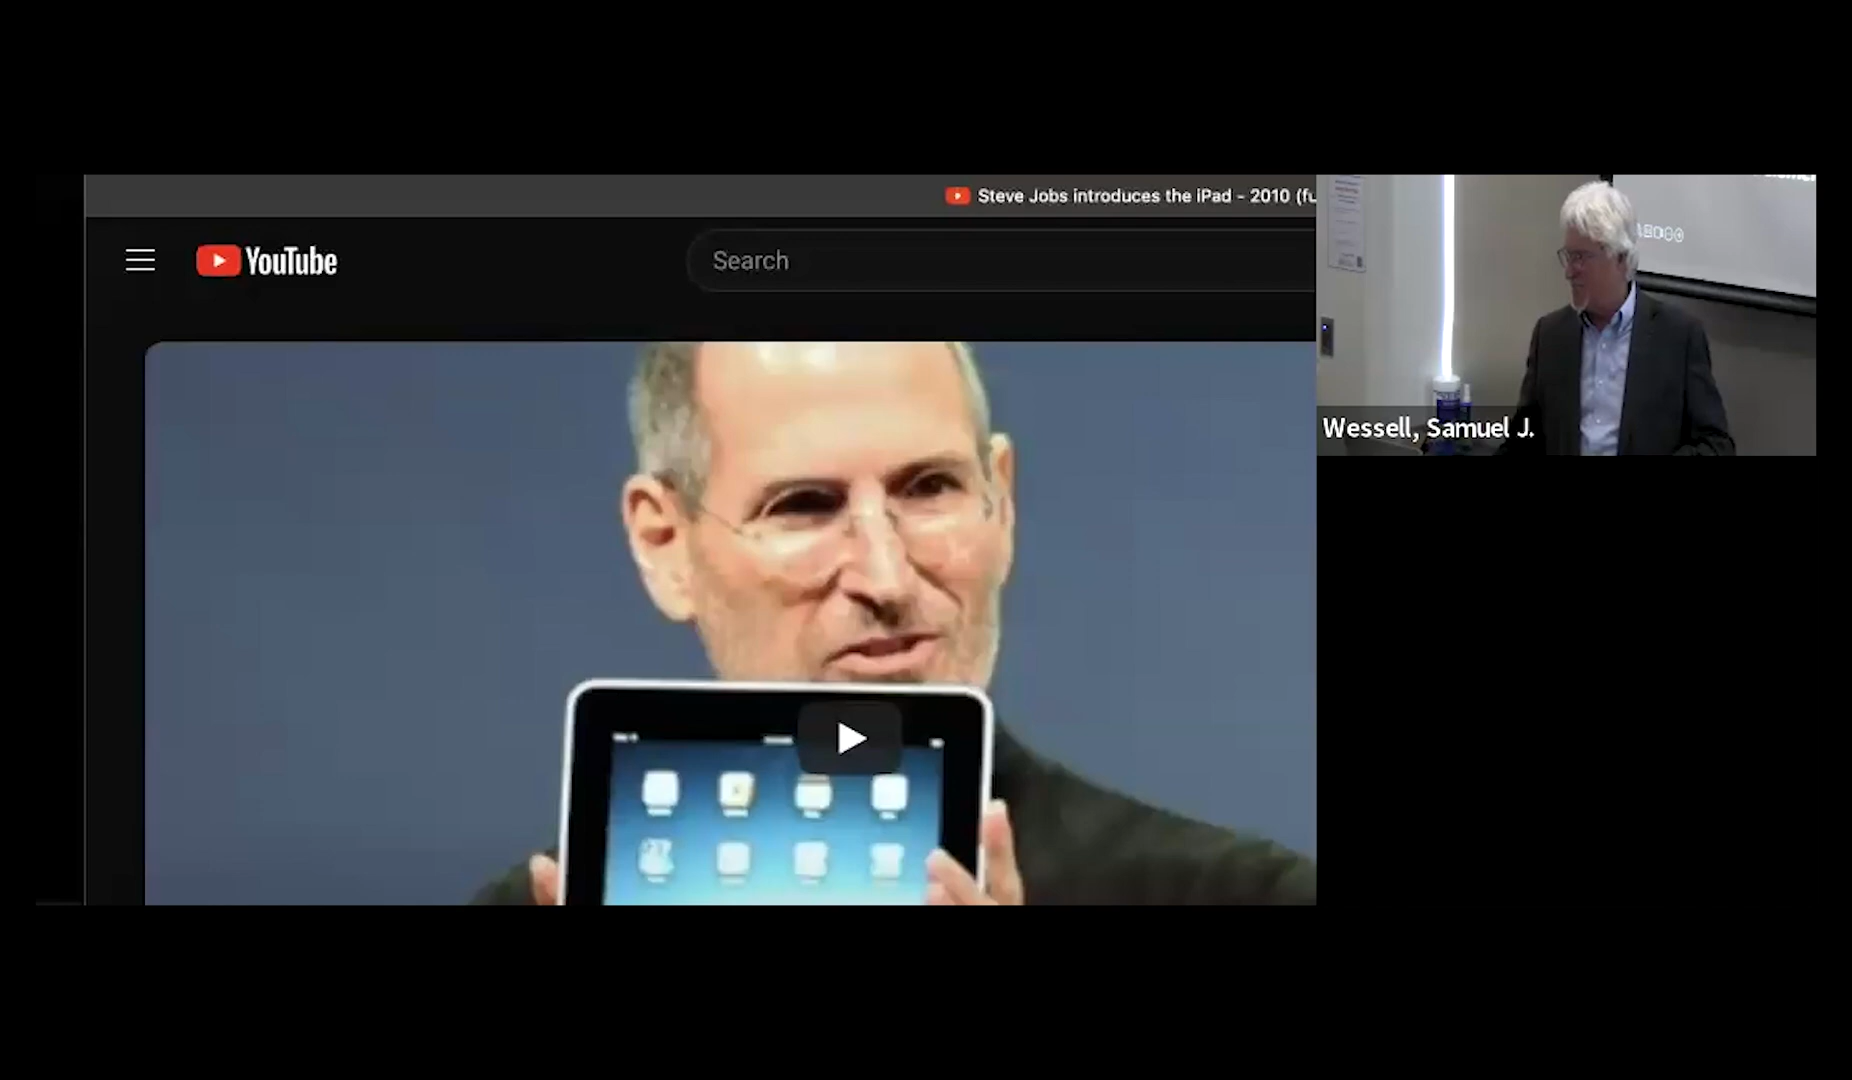 Steve Jobs introduces the iPad - 2010 (fu
YouTube
Search
Wessell, Samuel J.